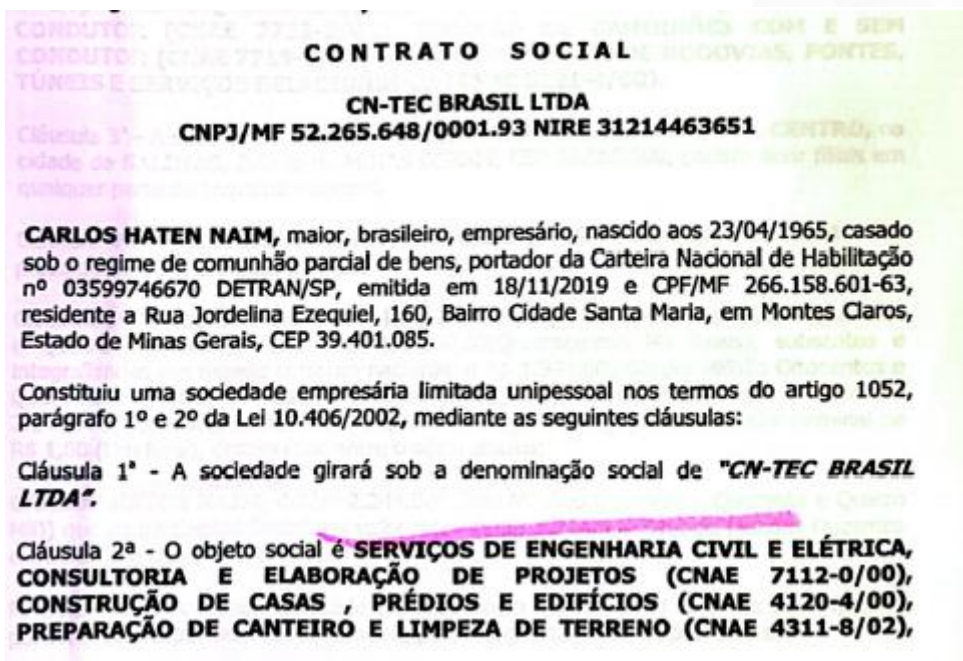 CONTRATO SOCIAL
CN-TEC BRASIL LTDA
CNPJ/MF 52.265.648/0001.93 NIRE 31214463651
CARLOS HATEN NAIM, maior, brasileiro, empresário, nascido aos 23/04/1965, casado
sob o regime de comunhão parcial de bens, portador da Carteira Nacional de Habilitação
nº 03599746670 DETRAN/SP, emitida em 18/11/2019 e CPF/MF 266.158.601-63,
residente a Rua Jordelina Ezequiel, 160, Bairro Cidade Santa Maria, em Montes Claros,
Estado de Minas Gerais, CEP 39.401.085.
Constituiu uma sociedade empresária limitada unipessoal nos termos do artigo 1052,
parágrafo 1º e 2º da Lei 10.406/2002, mediante as seguintes cláusulas:
Cláusula 1ª - A sociedade girará sob a denominação social de "CN-TEC BRASIL
LTDA".
Cláusula 2ª - O objeto social é SERVIÇOS DE ENGENHARIA CIVIL E ELÉTRICA,
CONSULTORIA E ELABORAÇÃO DE PROJETOS (CNAE 7112-0/00),
CONSTRUÇÃO DE CASAS , PRÉDIOS E EDIFÍCIOS (CNAE 4120-4/00),
PREPARAÇÃO DE CANTEIRO E LIMPEZA DE TERRENO (CNAE 4311-8/02),